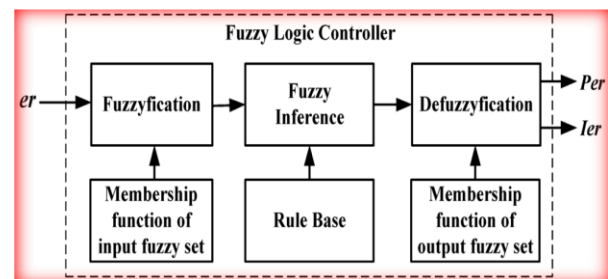 Fuzzy Logic Controller
er
Fuzzyfication
Fuzzy
Inference
Defuzzyfication
Per
Ier
Membership
function of
input fuzzy set
Rule Base
Membership
function of
output fuzzy set